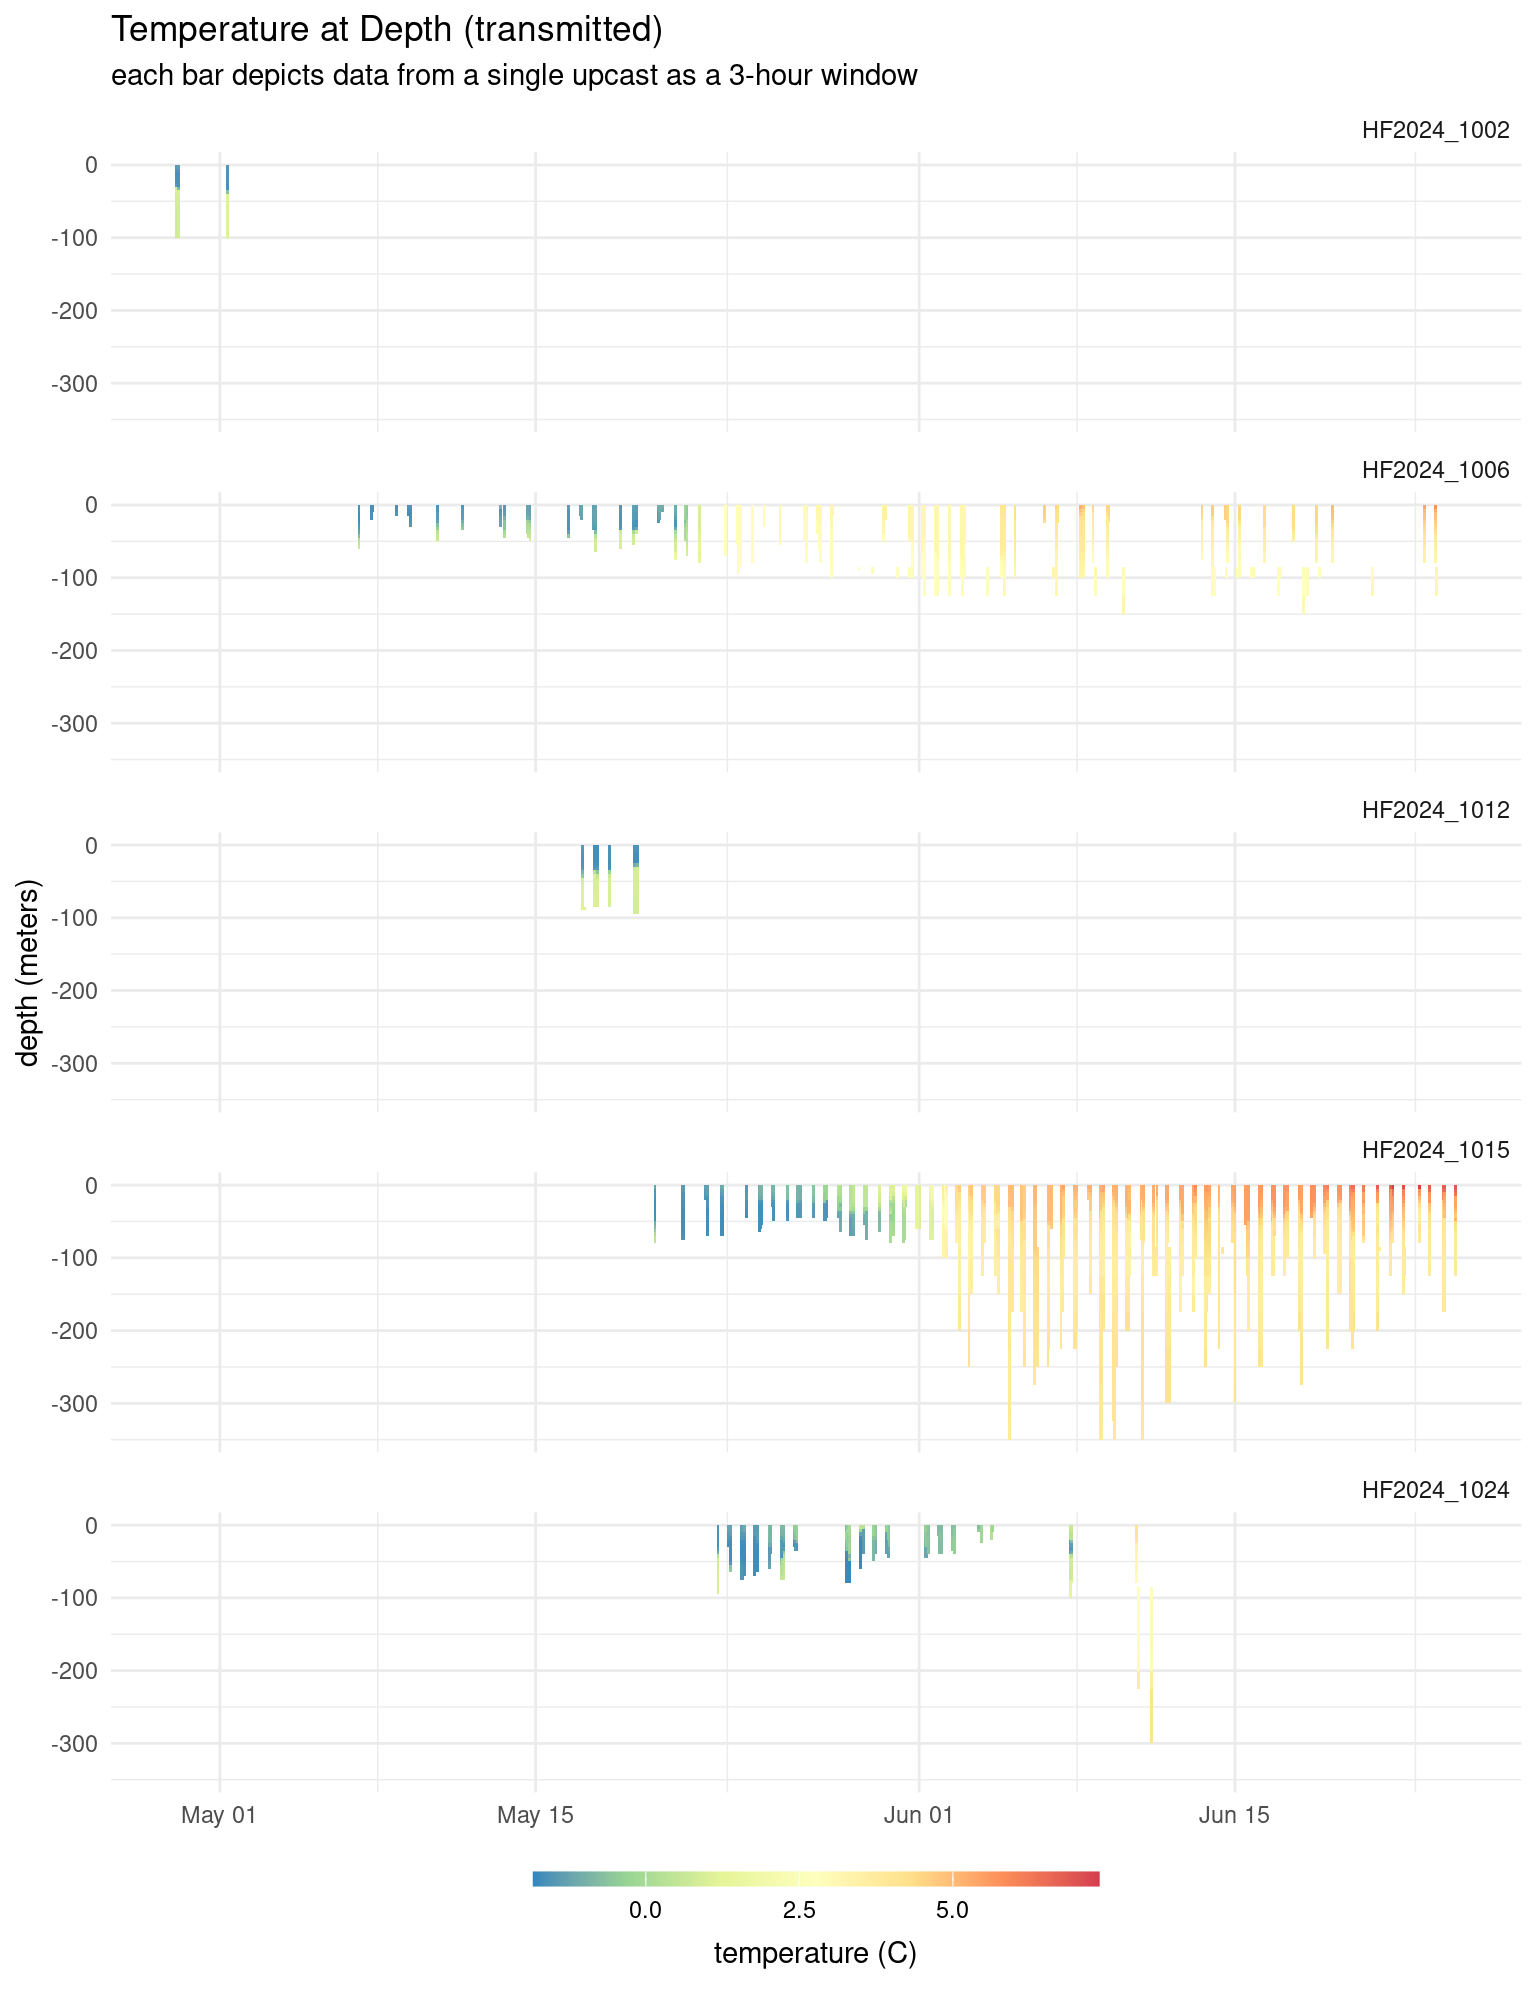 Temperature at Depth (transmitted)
each bar depicts data from a single upcast as a 3-hour window
HF2024_1002
0
-100
-200
-300
HF2024_1006
0
-100
-200
-300
HF2024_1012
0
-100
-200
-300
depth (meters)
HF2024_1015
0
-100
-200
-300
HF2024_1024
0
-100
-200
-300
May 01 May 15 Jun 01 Jun 15
0.0 2.5 5.0
temperature (C)